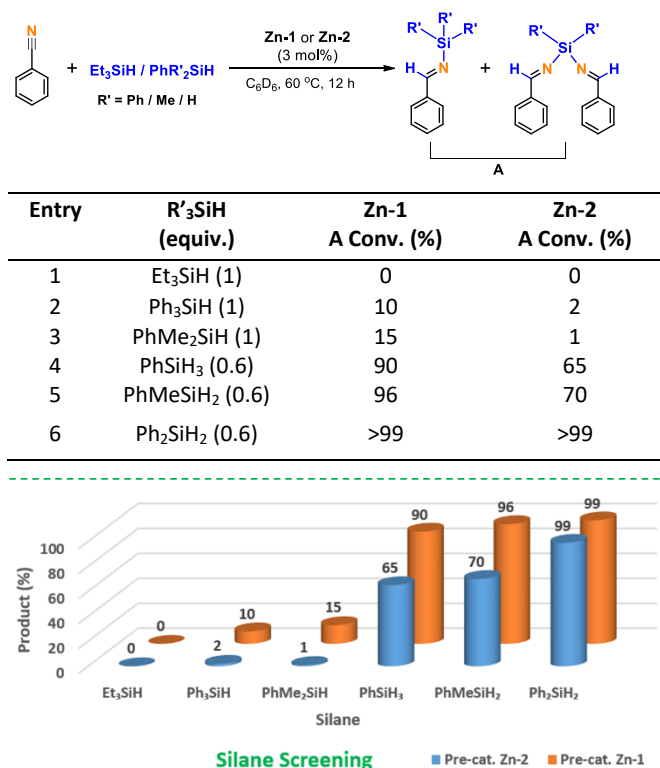 N
+
Et₃SiH / PhR'₂SiH
R' = Ph / Me / H
Zn-1 or Zn-2
(3 mol%)
C₆D₆, 60 °C, 12 h
R'
R' R'
Si
H N
+
R' R'
Si
H N N H
A
Entry R'₃SiH Zn-1 Zn-2
(equiv.) A Conv. (%) A Conv. (%)
1 Et₃SiH (1) 0 0
2 Ph₃SiH (1) 10 2
3 PhMe₂SiH (1) 15 1
4 PhSiH₃ (0.6) 90 65
5 PhMeSiH₂ (0.6) 96 70
6 Ph₂SiH₂ (0.6) >99 >99
Product (%)
100
80
60
40
20
0
0 0
2 10
1 15
65 90
70 96
99 99
Et₃SiH Ph₃SiH PhMe₂SiH PhSiH₃ PhMeSiH₂ Ph₂SiH₂
Silane
Silane Screening Pre-cat. Zn-2 Pre-cat. Zn-1